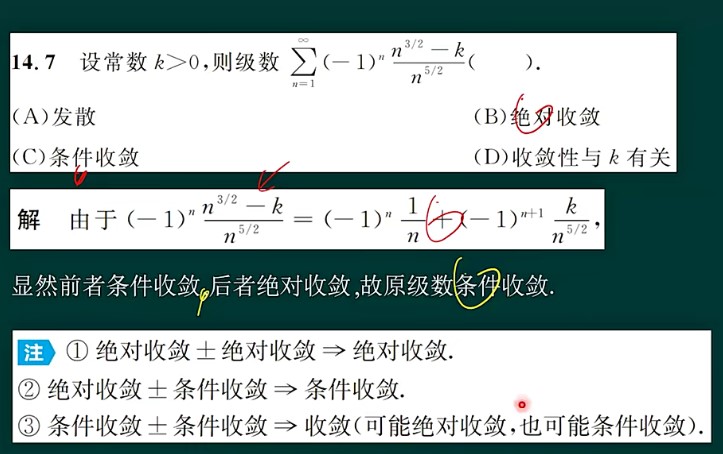 14.7 设常数 k>0,则级数 $\sum_{n=1}^{\infty}(-1)^n\frac{n^{3/2}-k}{n^{5/2}}$( ).
(A)发散 (B)绝对收敛
(C)条件收敛 (D)收敛性与 k 有关
解 由于 $(-1)^n\frac{n^{3/2}-k}{n^{5/2}}=(-1)^n\frac{1}{n}+(-1)^{n+1}\frac{k}{n^{5/2}}$,
显然前者条件收敛,后者绝对收敛,故原级数条件收敛.
注 ① 绝对收敛 ± 绝对收敛 ⇒ 绝对收敛.
② 绝对收敛 ± 条件收敛 ⇒ 条件收敛.
③ 条件收敛 ± 条件收敛 ⇒ 收敛(可能绝对收敛,也可能条件收敛).